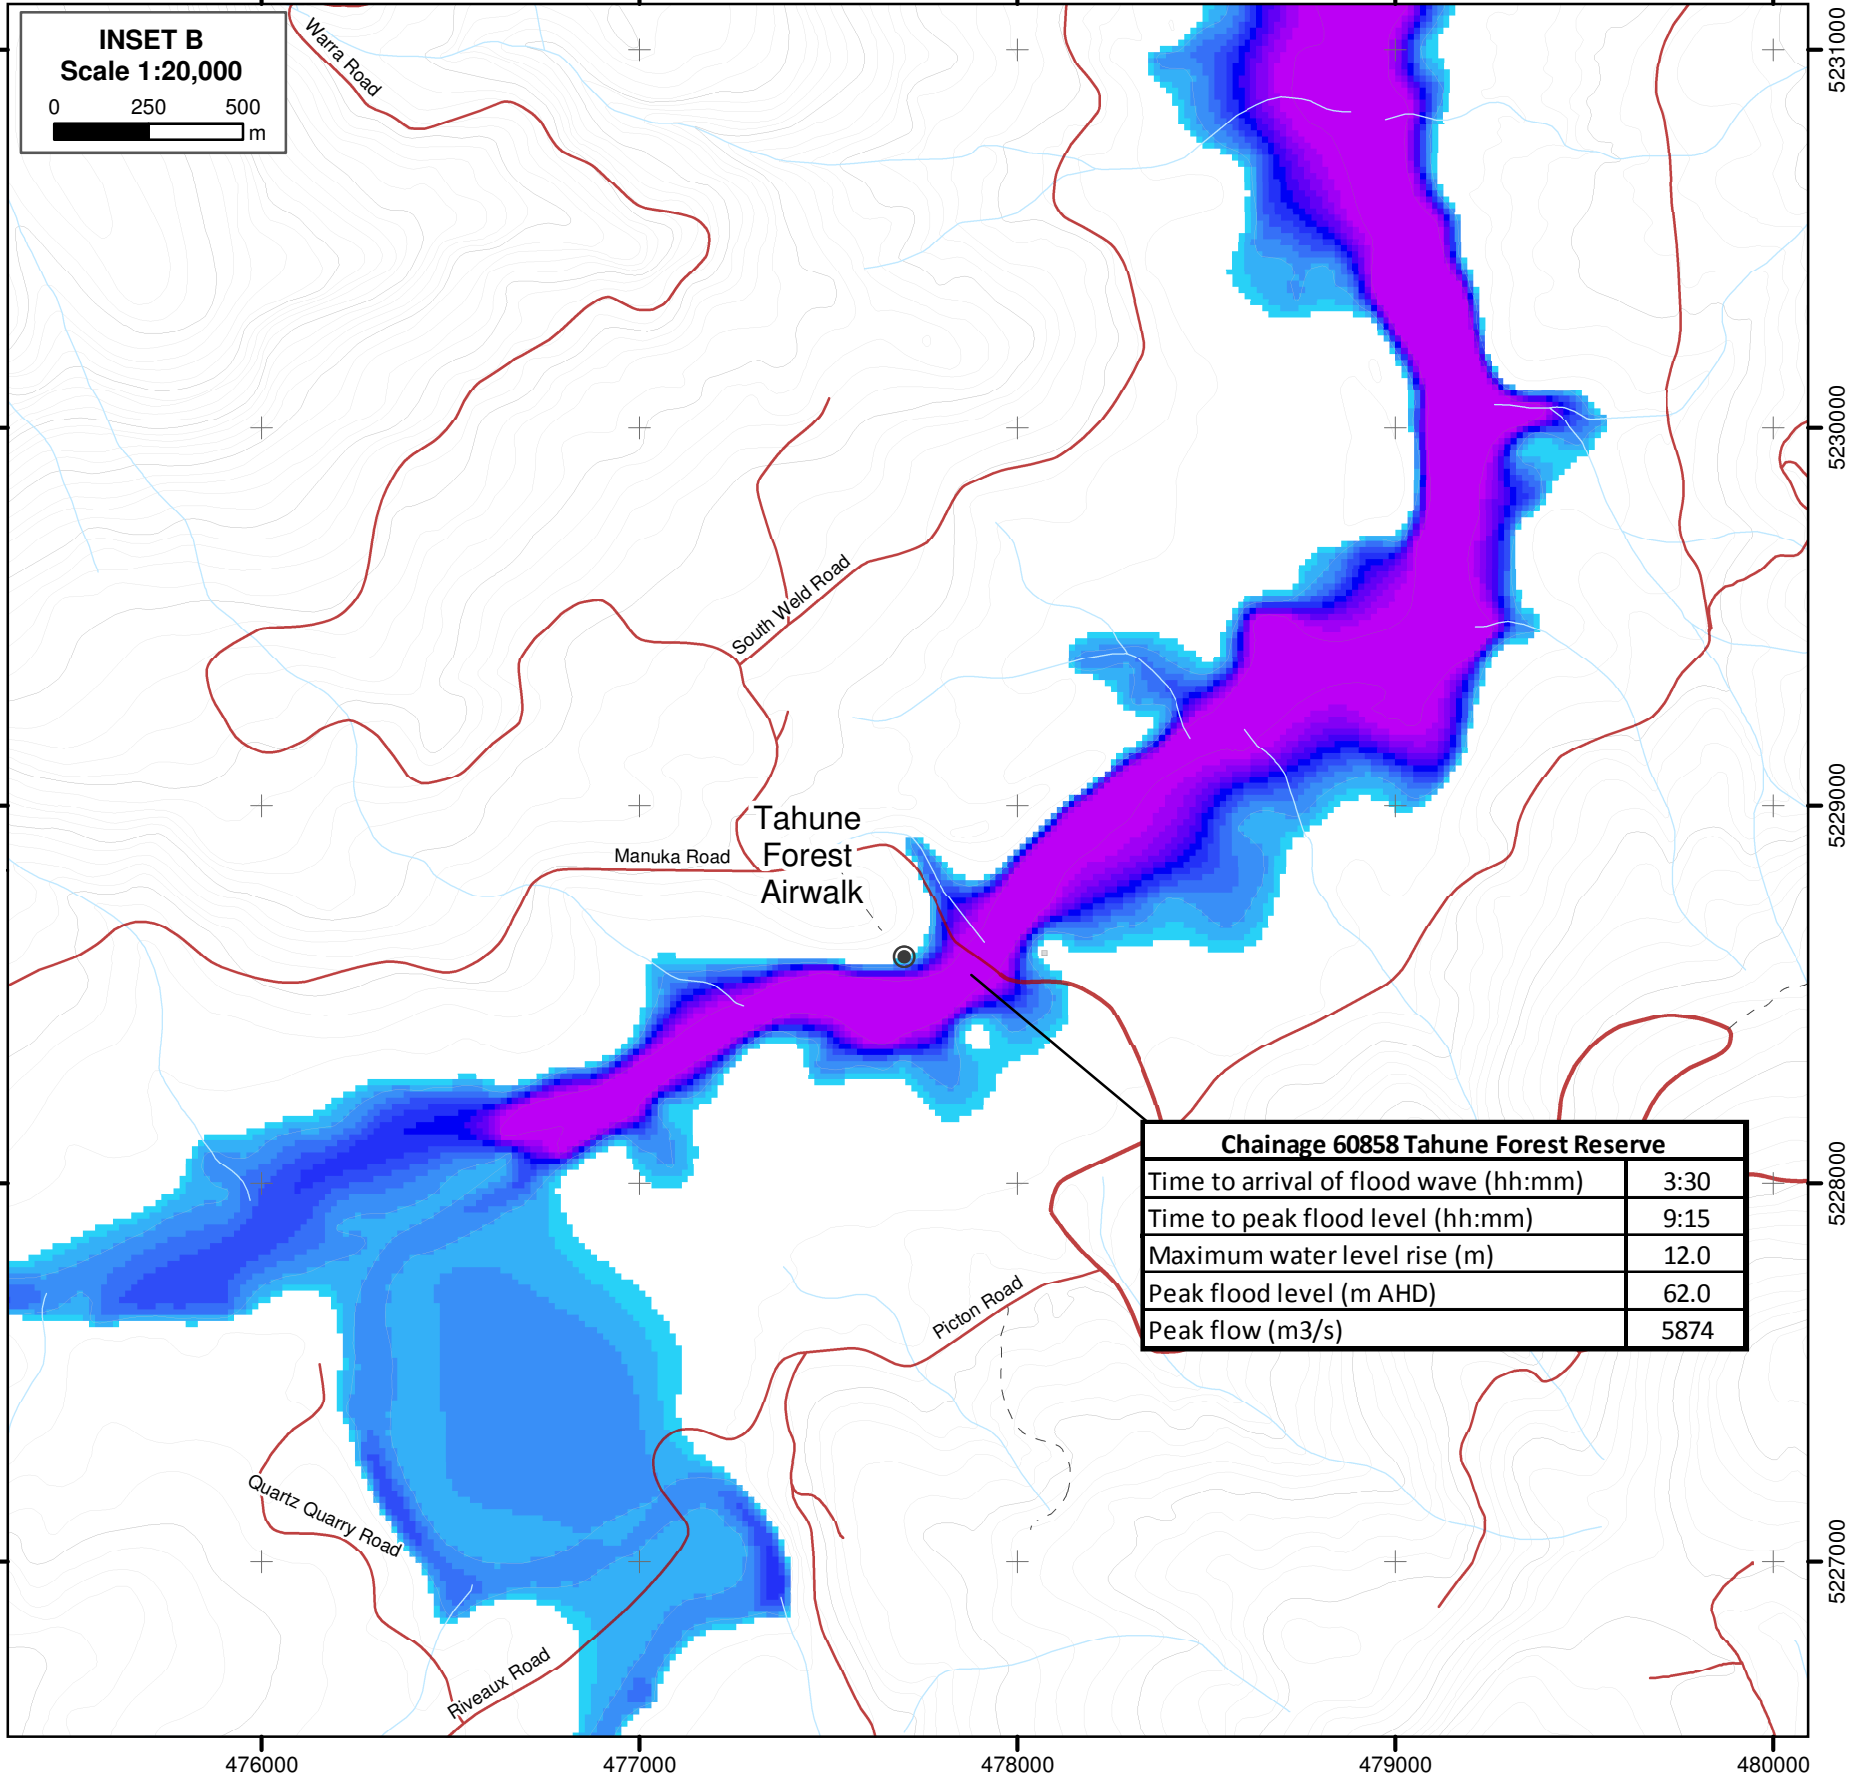 INSET B
Scale 1:20,000
0 250 500
m
Warra Road
South Weld Road
Tahune
Forest
Airwalk
Manuka Road
Chainage 60858 Tahune Forest Reserve
Time to arrival of flood wave (hh:mm) 3:30
Time to peak flood level (hh:mm) 9:15
Maximum water level rise (m) 12.0
Peak flood level (m AHD) 62.0
Peak flow (m3/s) 5874
Picton Road
Quartz Quarry Road
Riveaux Road
5231000
5230000
5229000
5228000
5227000
476000 477000 478000 479000 480000